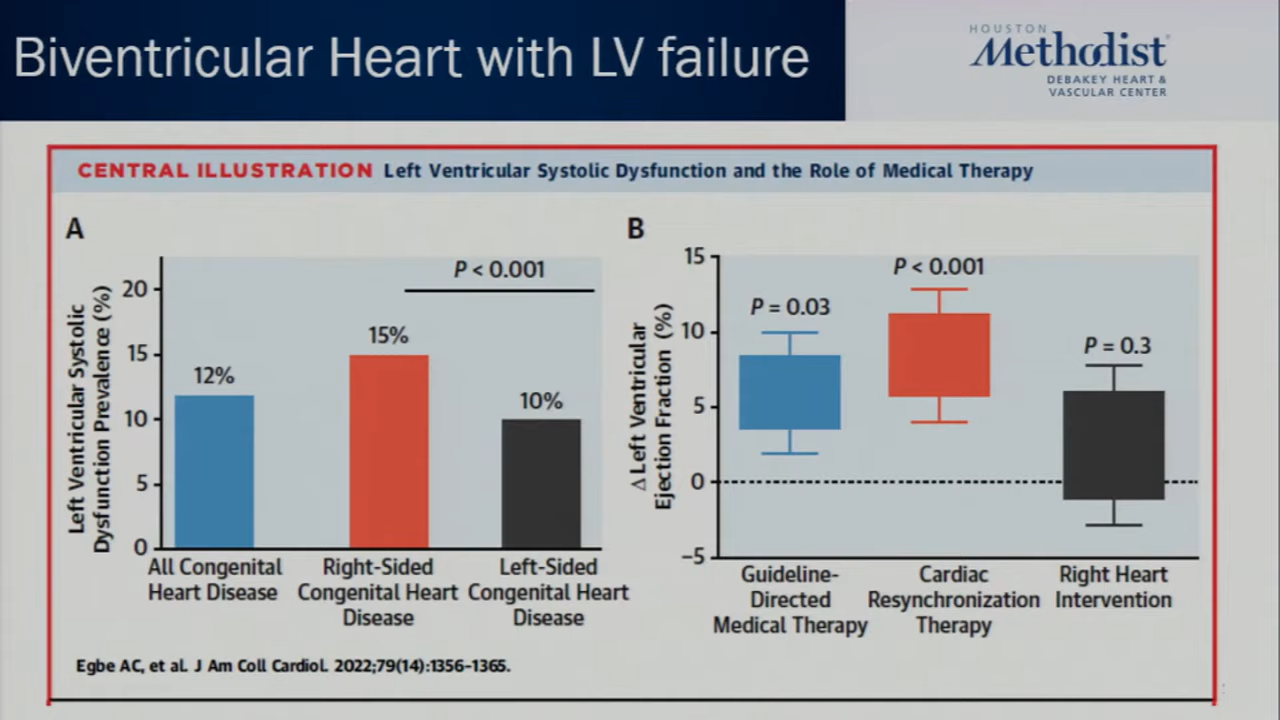 Biventricular Heart with LV failure
HOUSTON
Methodist
DEBAKEY HEART &
VASCULAR CENTER
CENTRAL ILLUSTRATION Left Ventricular Systolic Dysfunction and the Role of Medical Therapy
A
Left Ventricular Systolic
Dysfunction Prevalence (%)
20
15
10
5
0
P < 0.001
12%
15%
10%
All Congenital
Heart Disease
Right-Sided
Congenital Heart
Disease
Left-Sided
Congenital Heart
Disease
B
Δ Left Ventricular
Ejection Fraction (%)
15
10
5
0
–5
P = 0.03
P < 0.001
P = 0.3
Guideline-
Directed
Medical Therapy
Cardiac
Resynchronization
Therapy
Right Heart
Intervention
Egbe AC, et al. J Am Coll Cardiol. 2022;79(14):1356–1365.